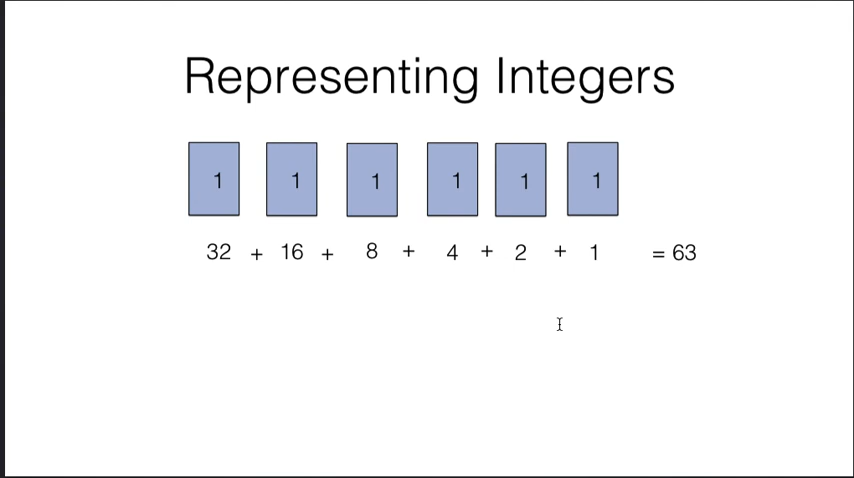 Representing Integers
1 1 1 1 1 1
32 + 16 + 8 + 4 + 2 + 1 = 63